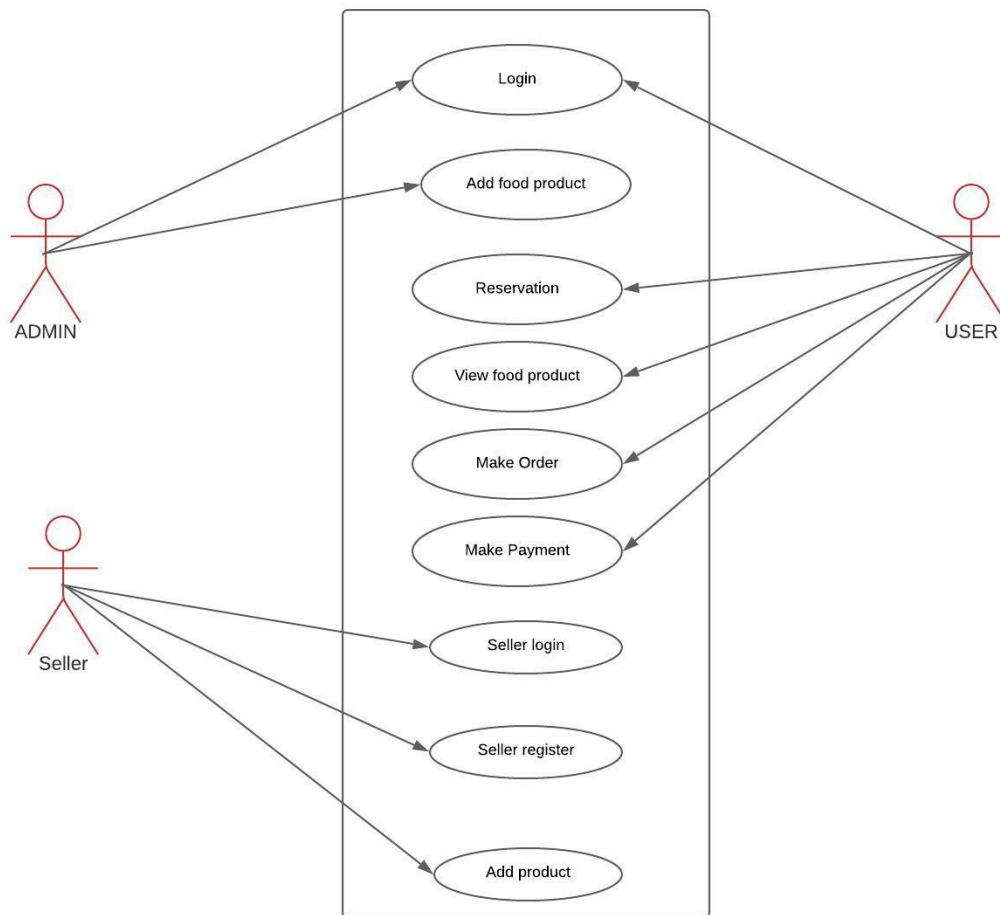 Login
Add food product
Reservation
ADMIN
USER
View food product
Make Order
Make Payment
Seller login
Seller
Seller register
Add product